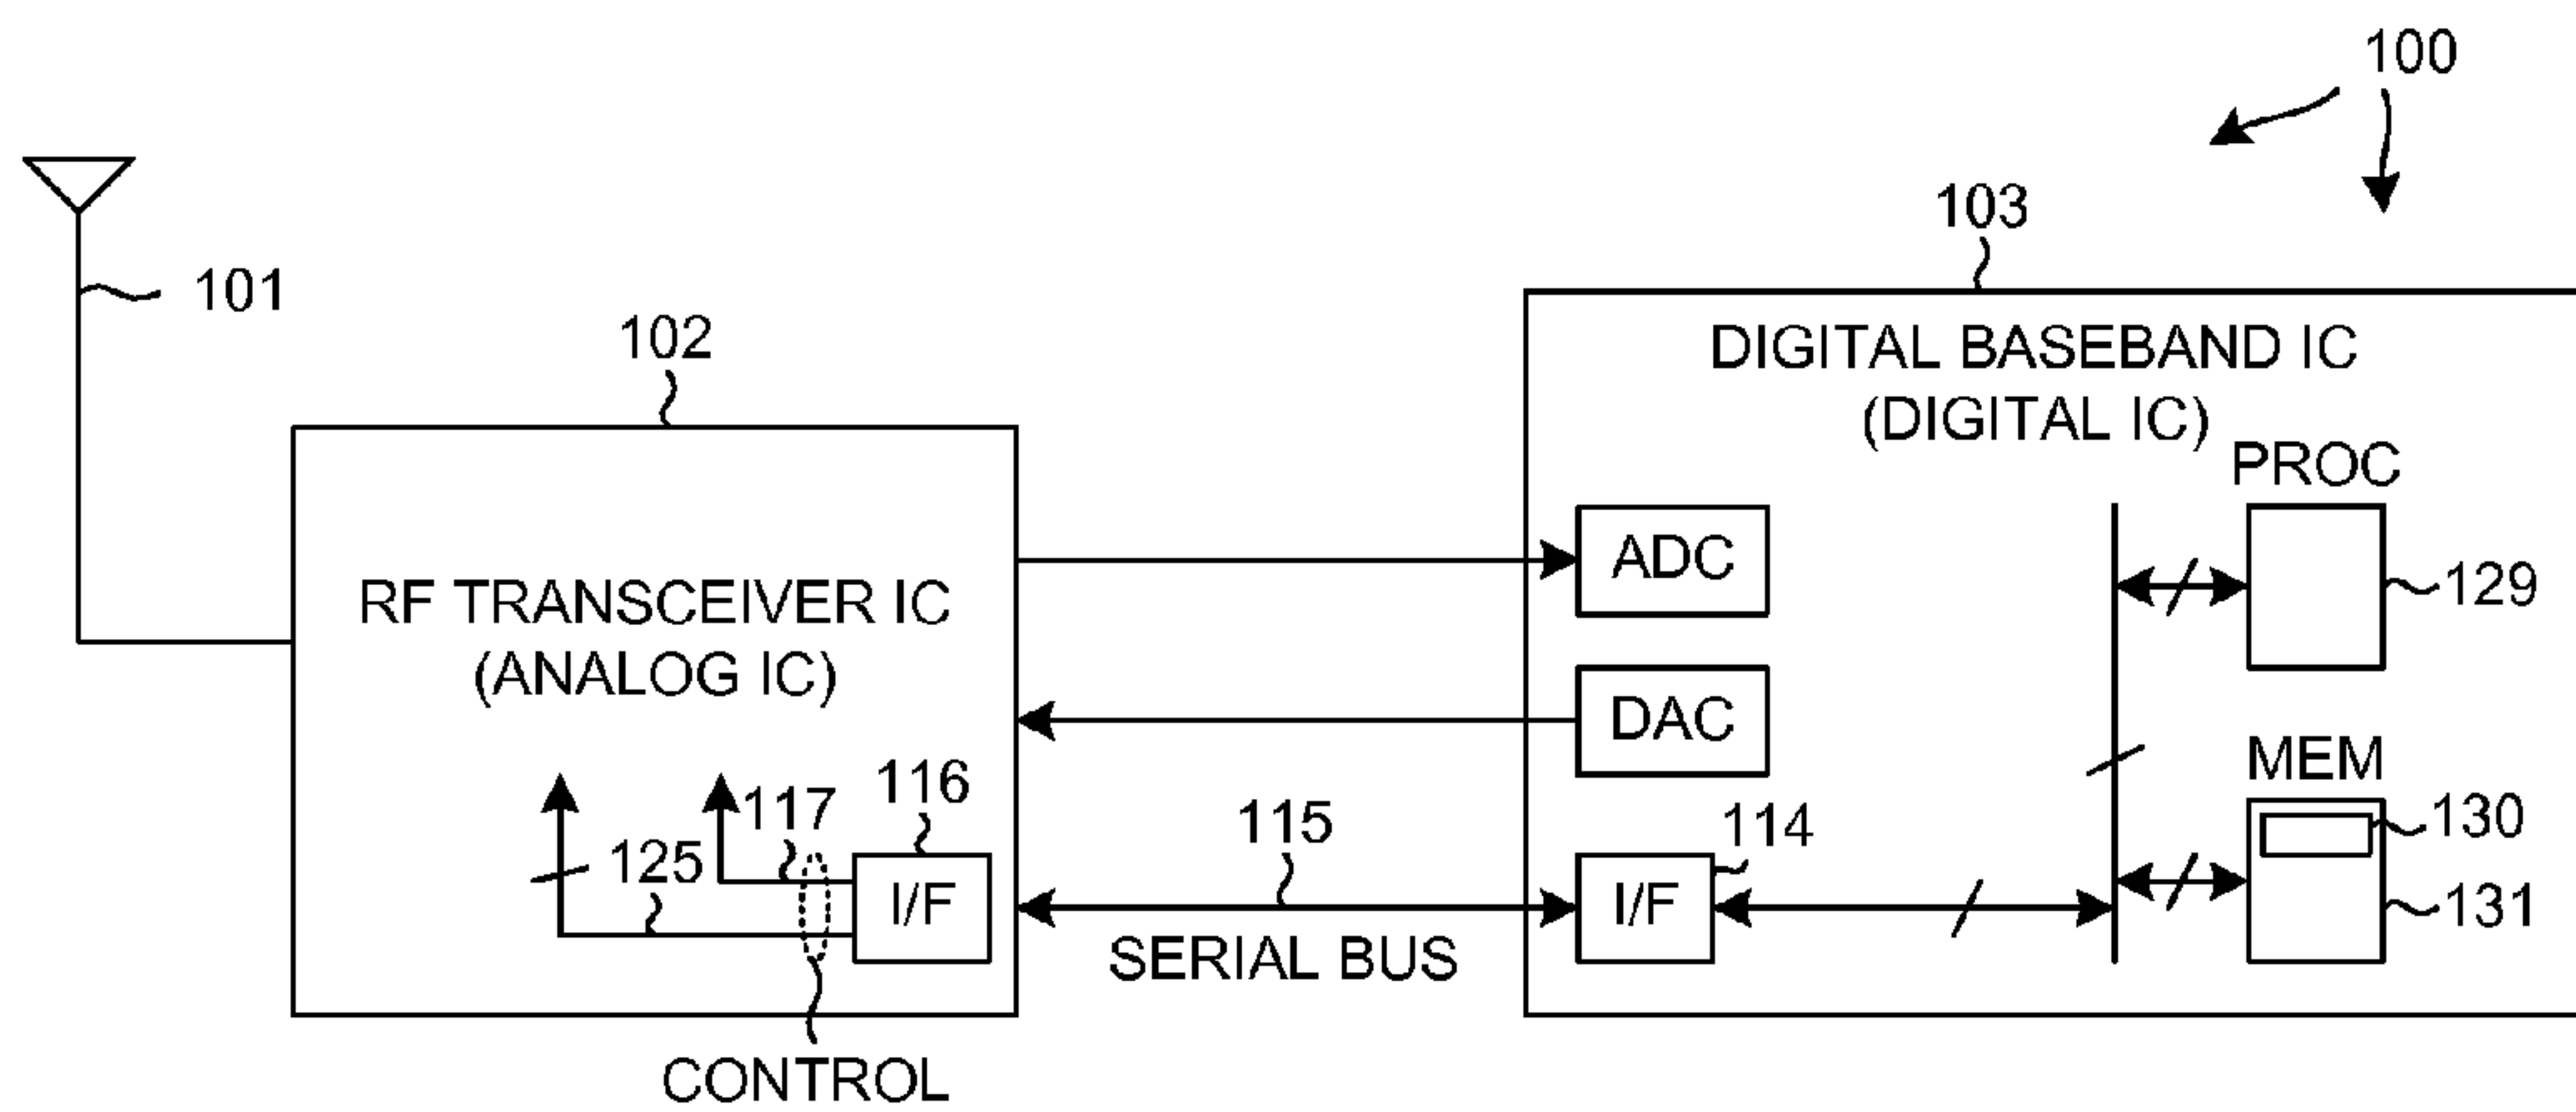 100
103
101
102
DIGITAL BASEBAND IC
(DIGITAL IC)
PROC
ADC
129
RF TRANSCEIVER IC
(ANALOG IC)
DAC
MEM
116
117
115
114
130
125
I/F
I/F
131
SERIAL BUS
CONTROL